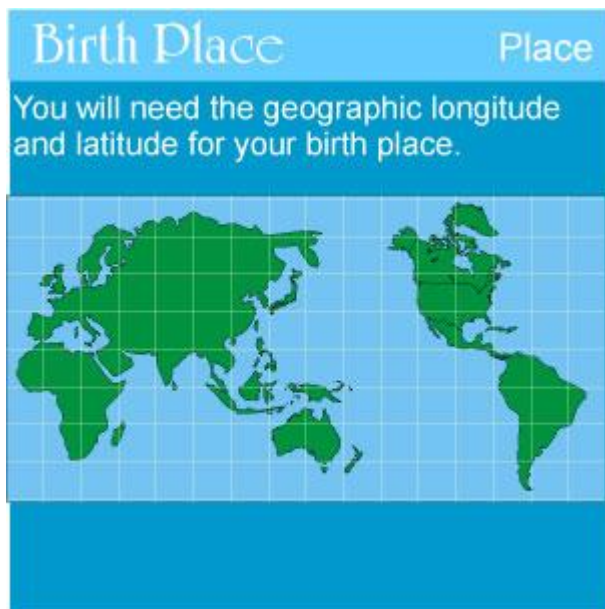 Birth Place
Place
You will need the geographic longitude
and latitude for your birth place.